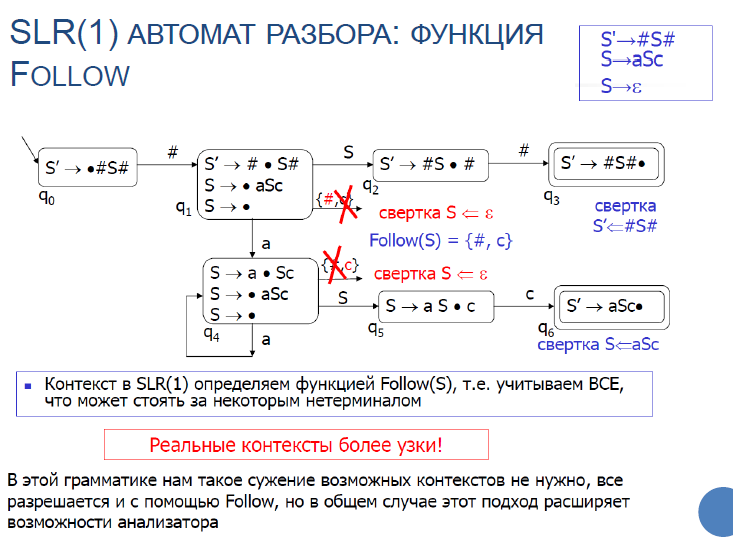 SLR(1) АВТОМАТ РАЗБОРА: ФУНКЦИЯ
FOLLOW
S'→#S#
S→aSc
S→ε
S′ → •#S#
q0
#
S′ → # • S#
S → • aSc
S → •
q1
S
S′ → #S • #
q2
#
S′ → #S#•
q3
{#,c}
свертка S ⇐ ε
Follow(S) = {#, c}
свертка
S′⇐#S#
a
S → a • Sc
S → • aSc
S → •
q4
{#,c}
свертка S ⇐ ε
S
S → a S • c
q5
c
S′ → aSc•
q6
свертка S⇐aSc
a
Контекст в SLR(1) определяем функцией Follow(S), т.е. учитываем ВСЕ,
что может стоять за некоторым нетерминалом
Реальные контексты более узки!
В этой грамматике нам такое сужение возможных контекстов не нужно, все
разрешается и с помощью Follow, но в общем случае этот подход расширяет
возможности анализатора